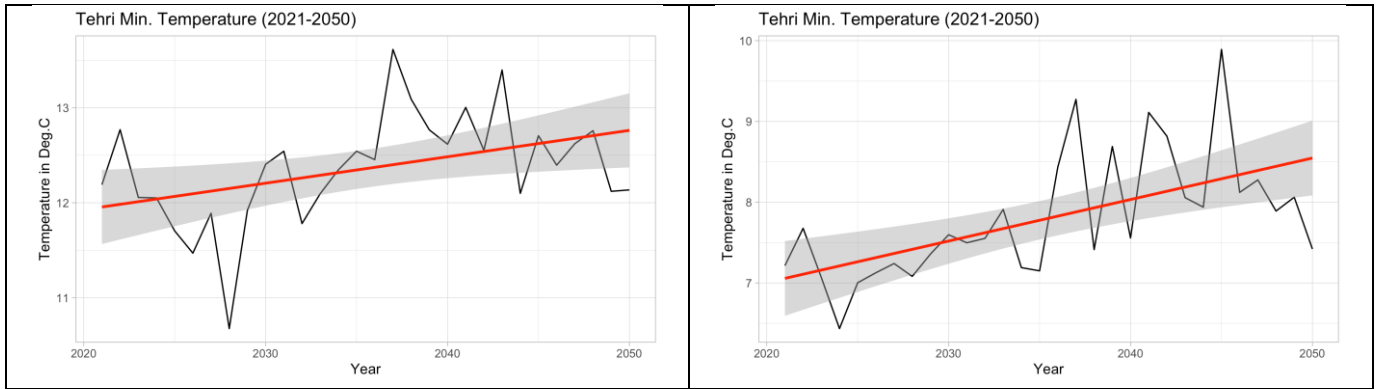 Tehri Min. Temperature (2021-2050)
13
12
11
Temperature in Deg.C
2020
2030
2040
2050
Year
Tehri Min. Temperature (2021-2050)
10
9
8
7
Temperature in Deg.C
2020
2030
2040
2050
Year